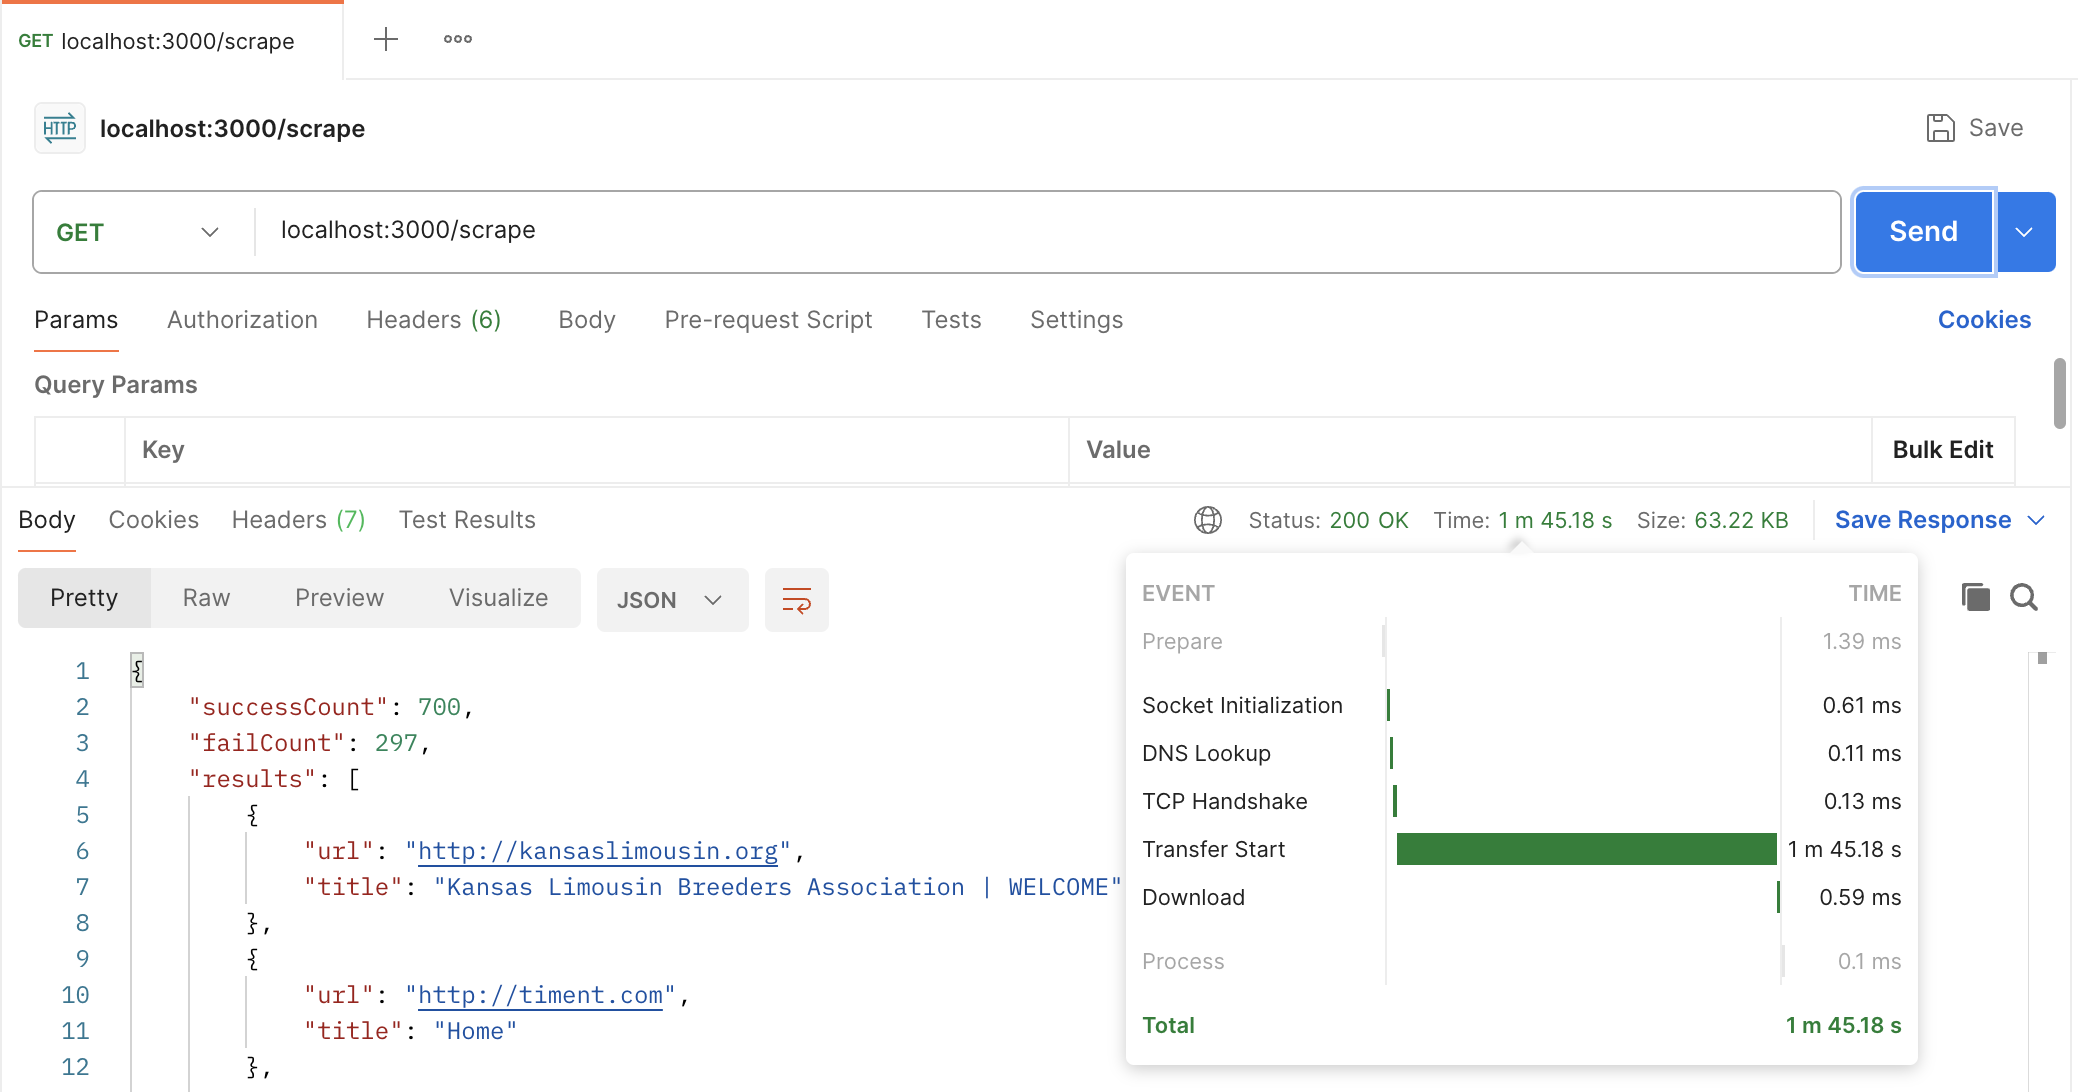 GET localhost:3000/scrape
HTTP localhost:3000/scrape Save
GET localhost:3000/scrape Send
Params Authorization Headers (6) Body Pre-request Script Tests Settings Cookies
Query Params
Key Value Bulk Edit
Body Cookies Headers (7) Test Results Status: 200 OK Time: 1 m 45.18 s Size: 63.22 KB Save Response
Pretty Raw Preview Visualize JSON
1 {
2 "successCount": 700,
3 "failCount": 297,
4 "results": [
5 {
6 "url": "http://kansaslimousin.org",
7 "title": "Kansas Limousin Breeders Association | WELCOME"
8 },
9 {
10 "url": "http://timent.com",
11 "title": "Home"
12 },
EVENT TIME
Prepare 1.39 ms
Socket Initialization 0.61 ms
DNS Lookup 0.11 ms
TCP Handshake 0.13 ms
Transfer Start 1 m 45.18 s
Download 0.59 ms
Process 0.1 ms
Total 1 m 45.18 s